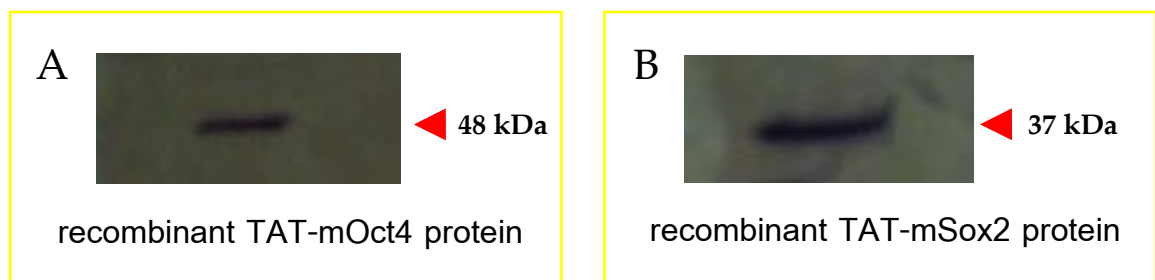 A
48 kDa
recombinant TAT-mOct4 protein
B
37 kDa
recombinant TAT-mSox2 protein